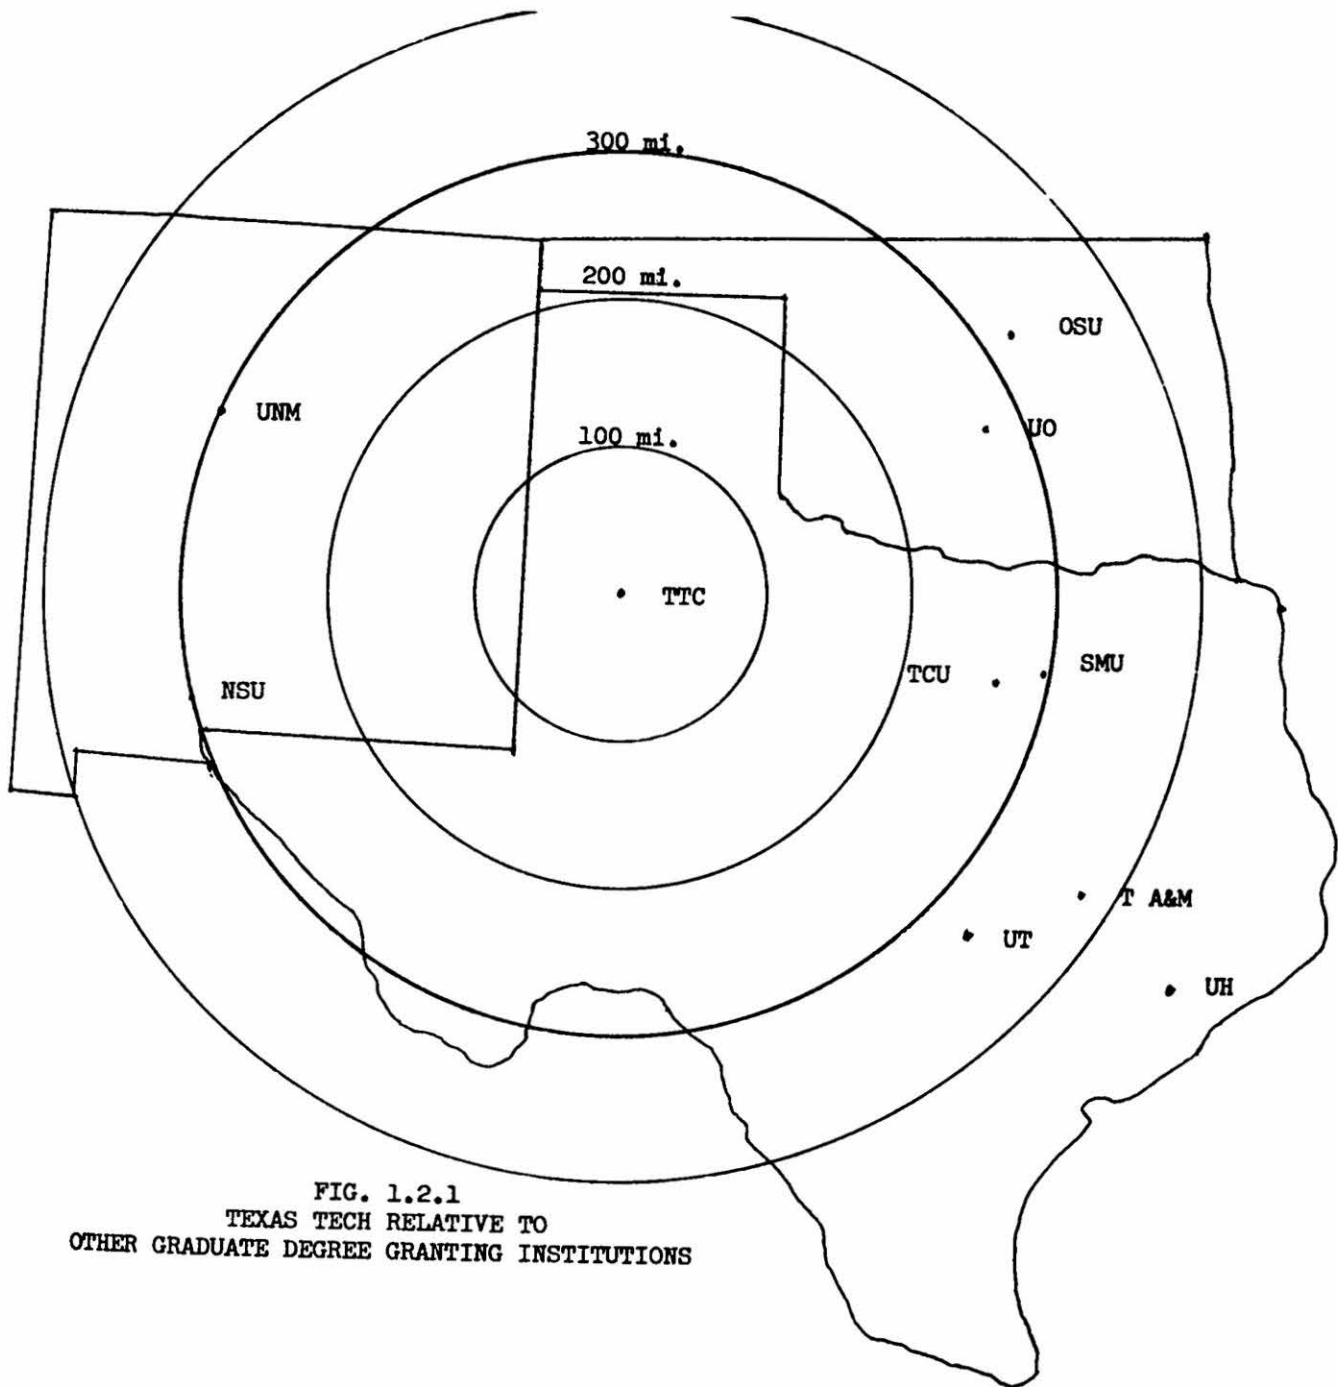 300 mi.
200 mi.
OSU
UNM
UO
100 mi.
TTC
TCU
SMU
NSU
T A&M
UT
UH
FIG. 1.2.1
TEXAS TECH RELATIVE TO
OTHER GRADUATE DEGREE GRANTING INSTITUTIONS